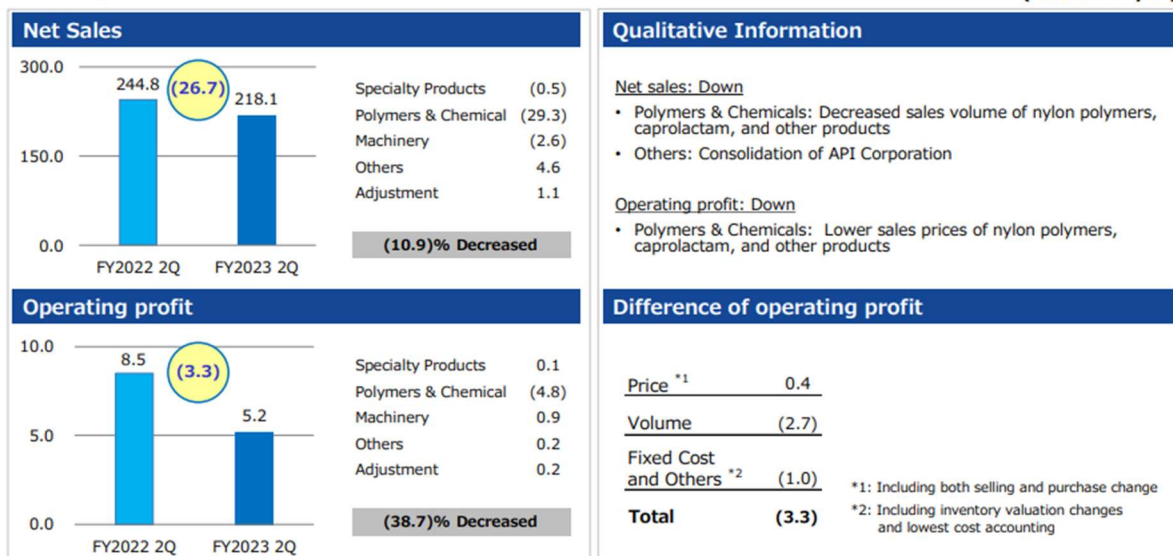 Net Sales
300.0
150.0
0.0
244.8
(26.7)
218.1
FY2022 2Q
FY2023 2Q
Specialty Products (0.5)
Polymers & Chemical (29.3)
Machinery (2.6)
Others 4.6
Adjustment 1.1
(10.9)% Decreased
Qualitative Information
Net sales: Down
• Polymers & Chemicals: Decreased sales volume of nylon polymers,
caprolactam, and other products
• Others: Consolidation of API Corporation
Operating profit: Down
• Polymers & Chemicals: Lower sales prices of nylon polymers,
caprolactam, and other products
Operating profit
10.0
5.0
0.0
8.5
(3.3)
5.2
FY2022 2Q
FY2023 2Q
Specialty Products 0.1
Polymers & Chemical (4.8)
Machinery 0.9
Others 0.2
Adjustment 0.2
(38.7)% Decreased
Difference of operating profit
Price *1 0.4
Volume (2.7)
Fixed Cost
and Others *2 (1.0)
Total (3.3)
*1: Including both selling and purchase change
*2: Including inventory valuation changes
and lowest cost accounting